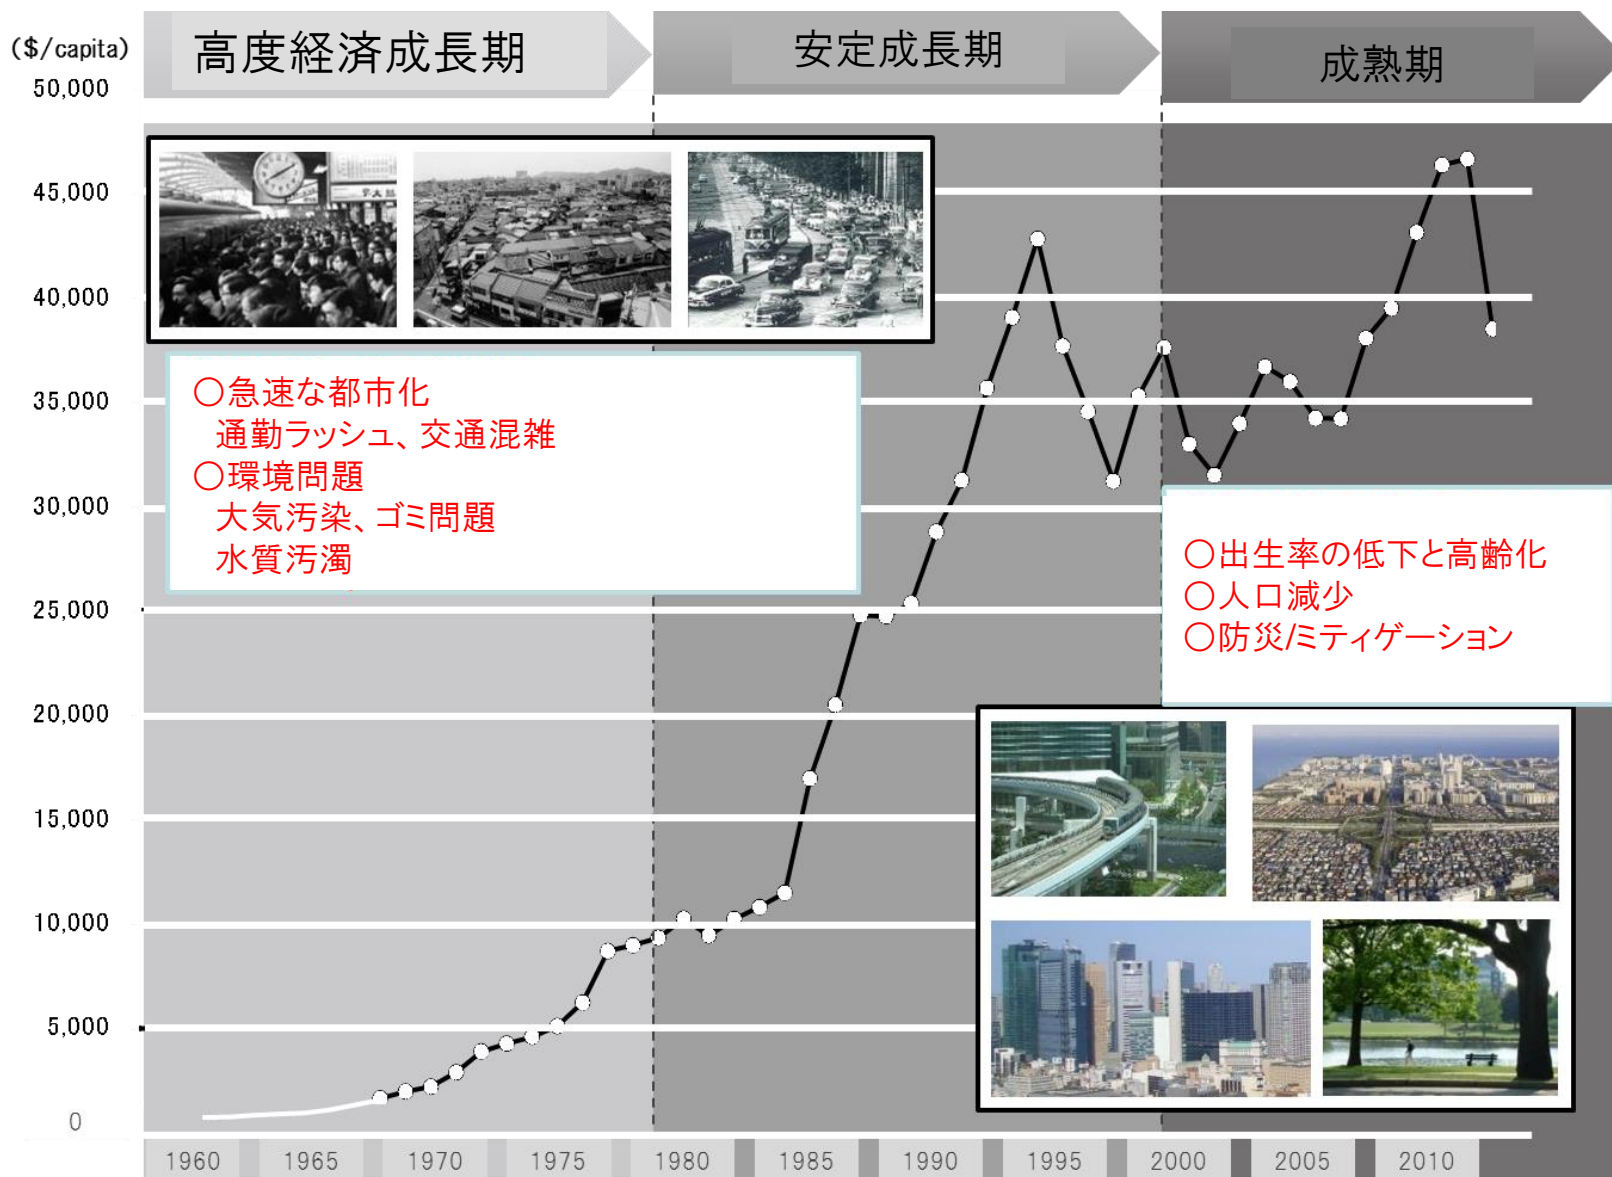 ($/capita)
高度経済成長期
安定成長期
成熟期
50,000
45,000
40,000
35,000
30,000
25,000
20,000
15,000
10,000
5,000
0
○急速な都市化
通勤ラッシュ、交通混雑
○環境問題
大気汚染、ゴミ問題
水質汚濁
○出生率の低下と高齢化
○人口減少
○防災/ミティゲーション
1960
1965
1970
1975
1980
1985
1990
1995
2000
2005
2010